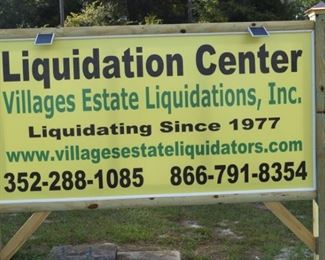 Liquidation Center
Villages Estate Liquidations, Inc.
Liquidating Since 1977
www.villagesestateliquidators.com
352-288-1085 866-791-8354